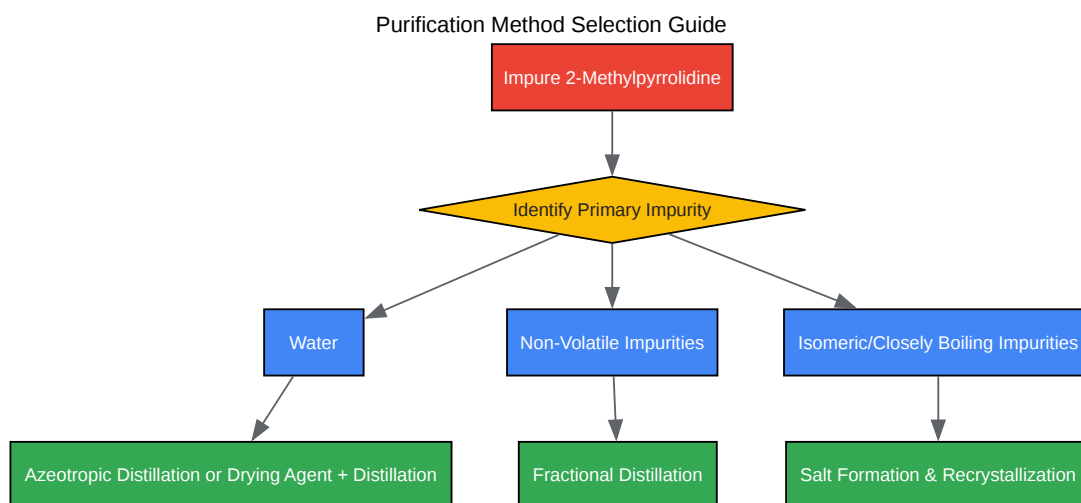 Purification Method Selection Guide
Impure 2-Methylpyrrolidine
Identify Primary Impurity
Water
Non-Volatile Impurities
Isomeric/Closely Boiling Impurities
Azeotropic Distillation or Drying Agent + Distillation
Fractional Distillation
Salt Formation & Recrystallization